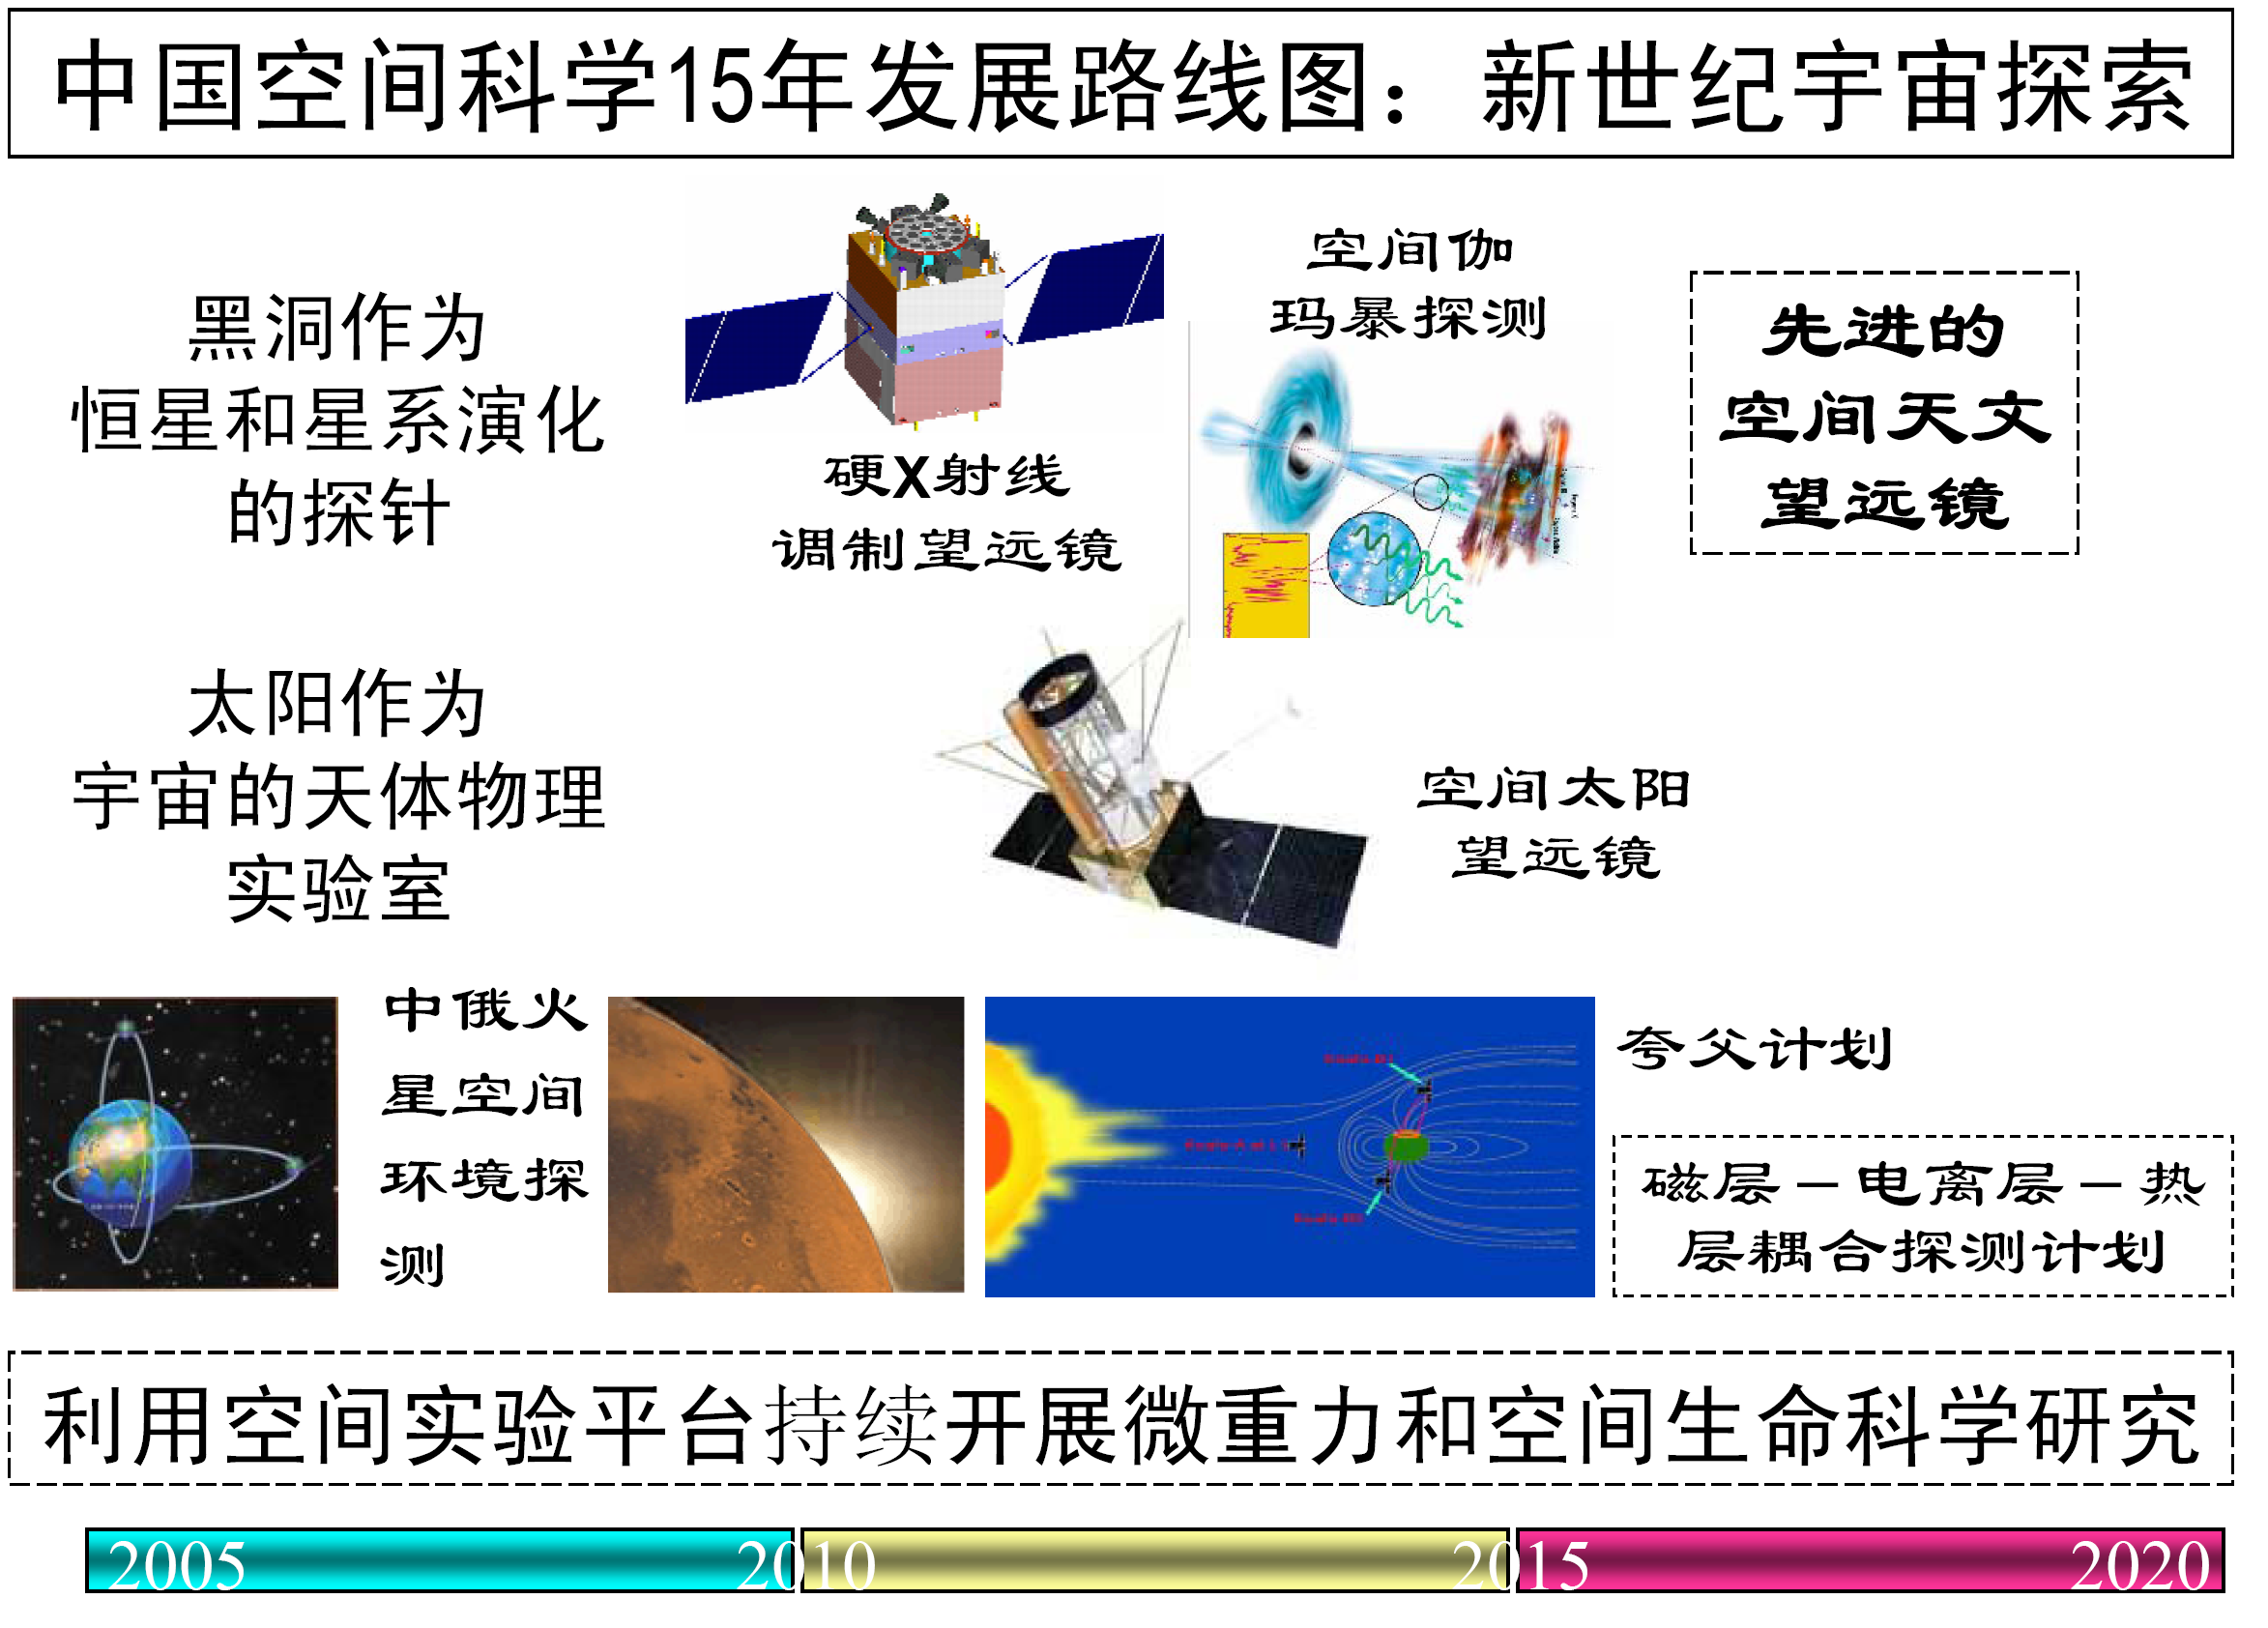 中国空间科学15年发展路线图：新世纪宇宙探索
黑洞作为
恒星和星系演化
的探针
硬X射线
调制望远镜
空间伽
玛暴探测
先进的
空间天文
望远镜
太阳作为
宇宙的天体物理
实验室
空间太阳
望远镜
中俄火
星空间
环境探
测
夸父计划
磁层－电离层－热
层耦合探测计划
利用空间实验平台持续开展微重力和空间生命科学研究
2005 2010 2015 2020